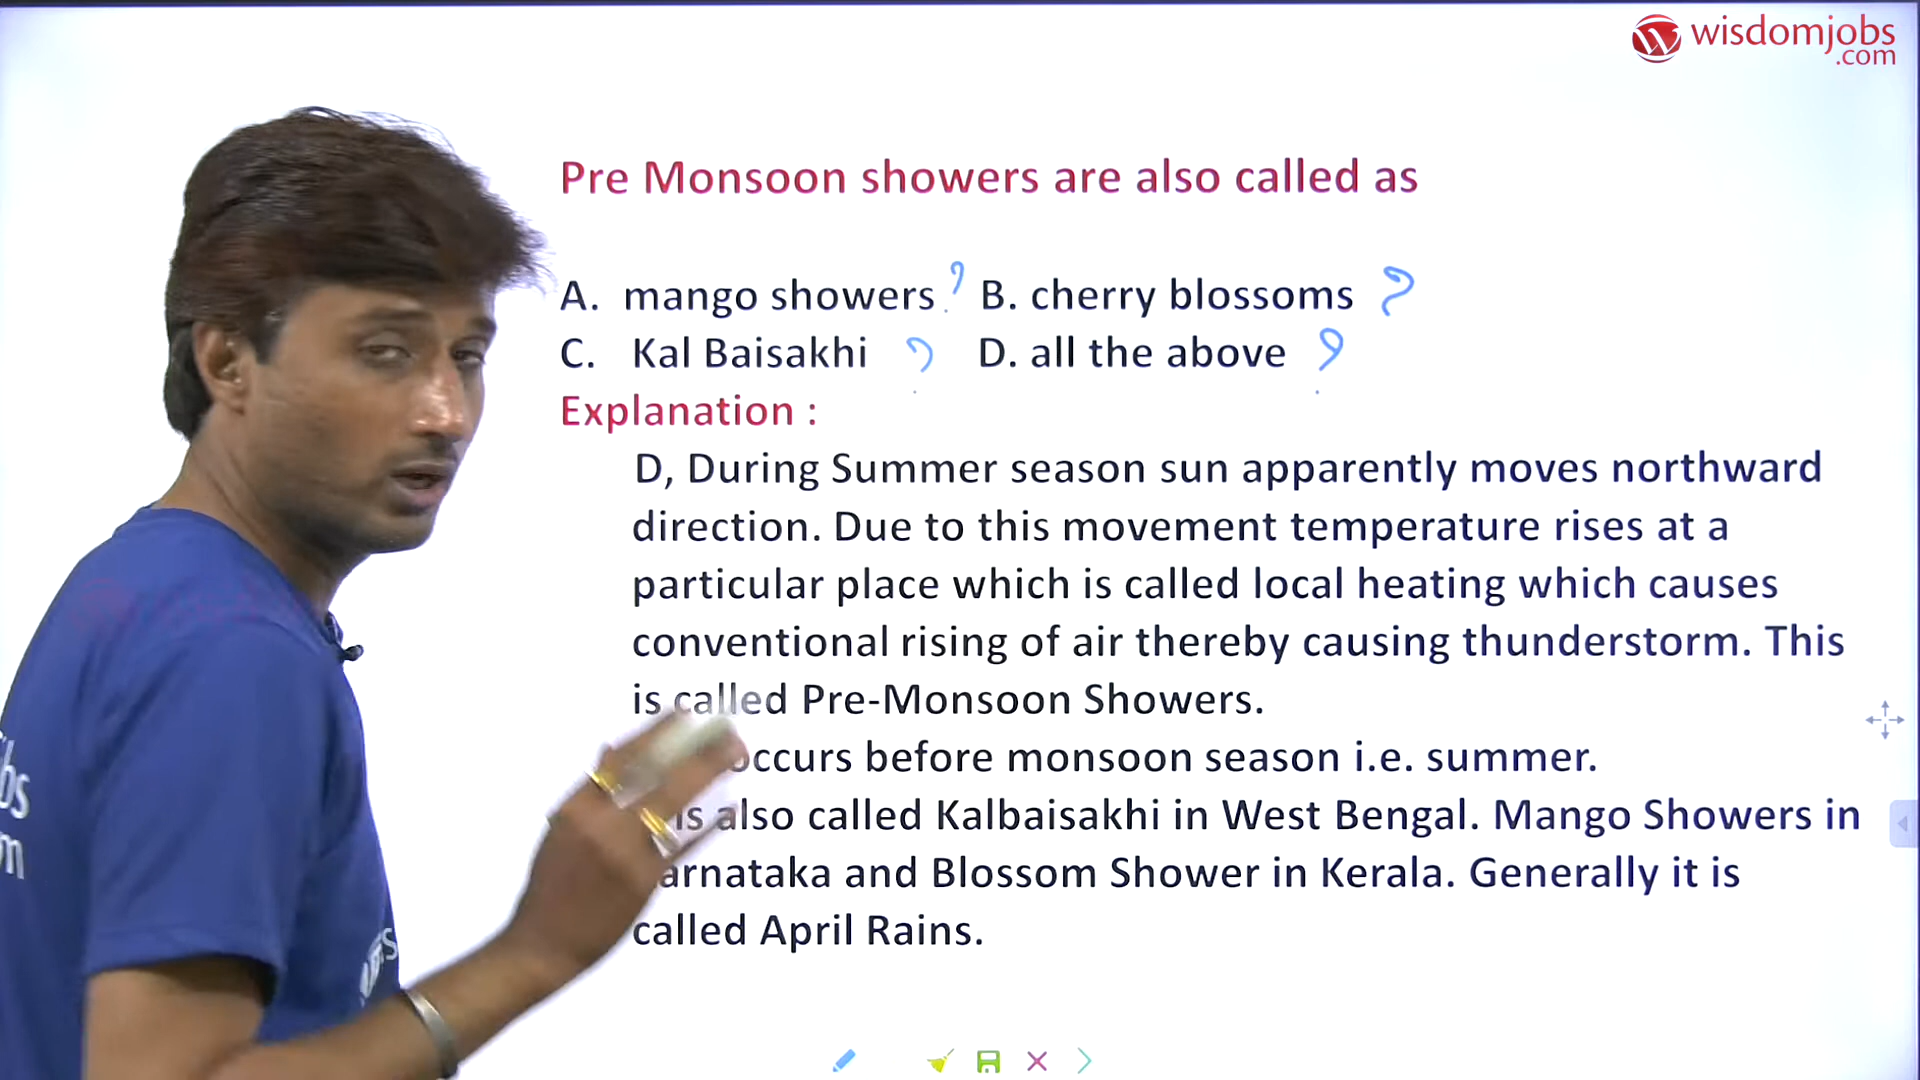 wisdomjobs
.com
Pre Monsoon showers are also called as
A. mango showers B. cherry blossoms
C. Kal Baisakhi D. all the above
Explanation :
D, During Summer season sun apparently moves northward
direction. Due to this movement temperature rises at a
particular place which is called local heating which causes
conventional rising of air thereby causing thunderstorm. This
is called Pre-Monsoon Showers.
occurs before monsoon season i.e. summer.
is also called Kalbaisakhi in West Bengal. Mango Showers in
arnataka and Blossom Shower in Kerala. Generally it is
called April Rains.